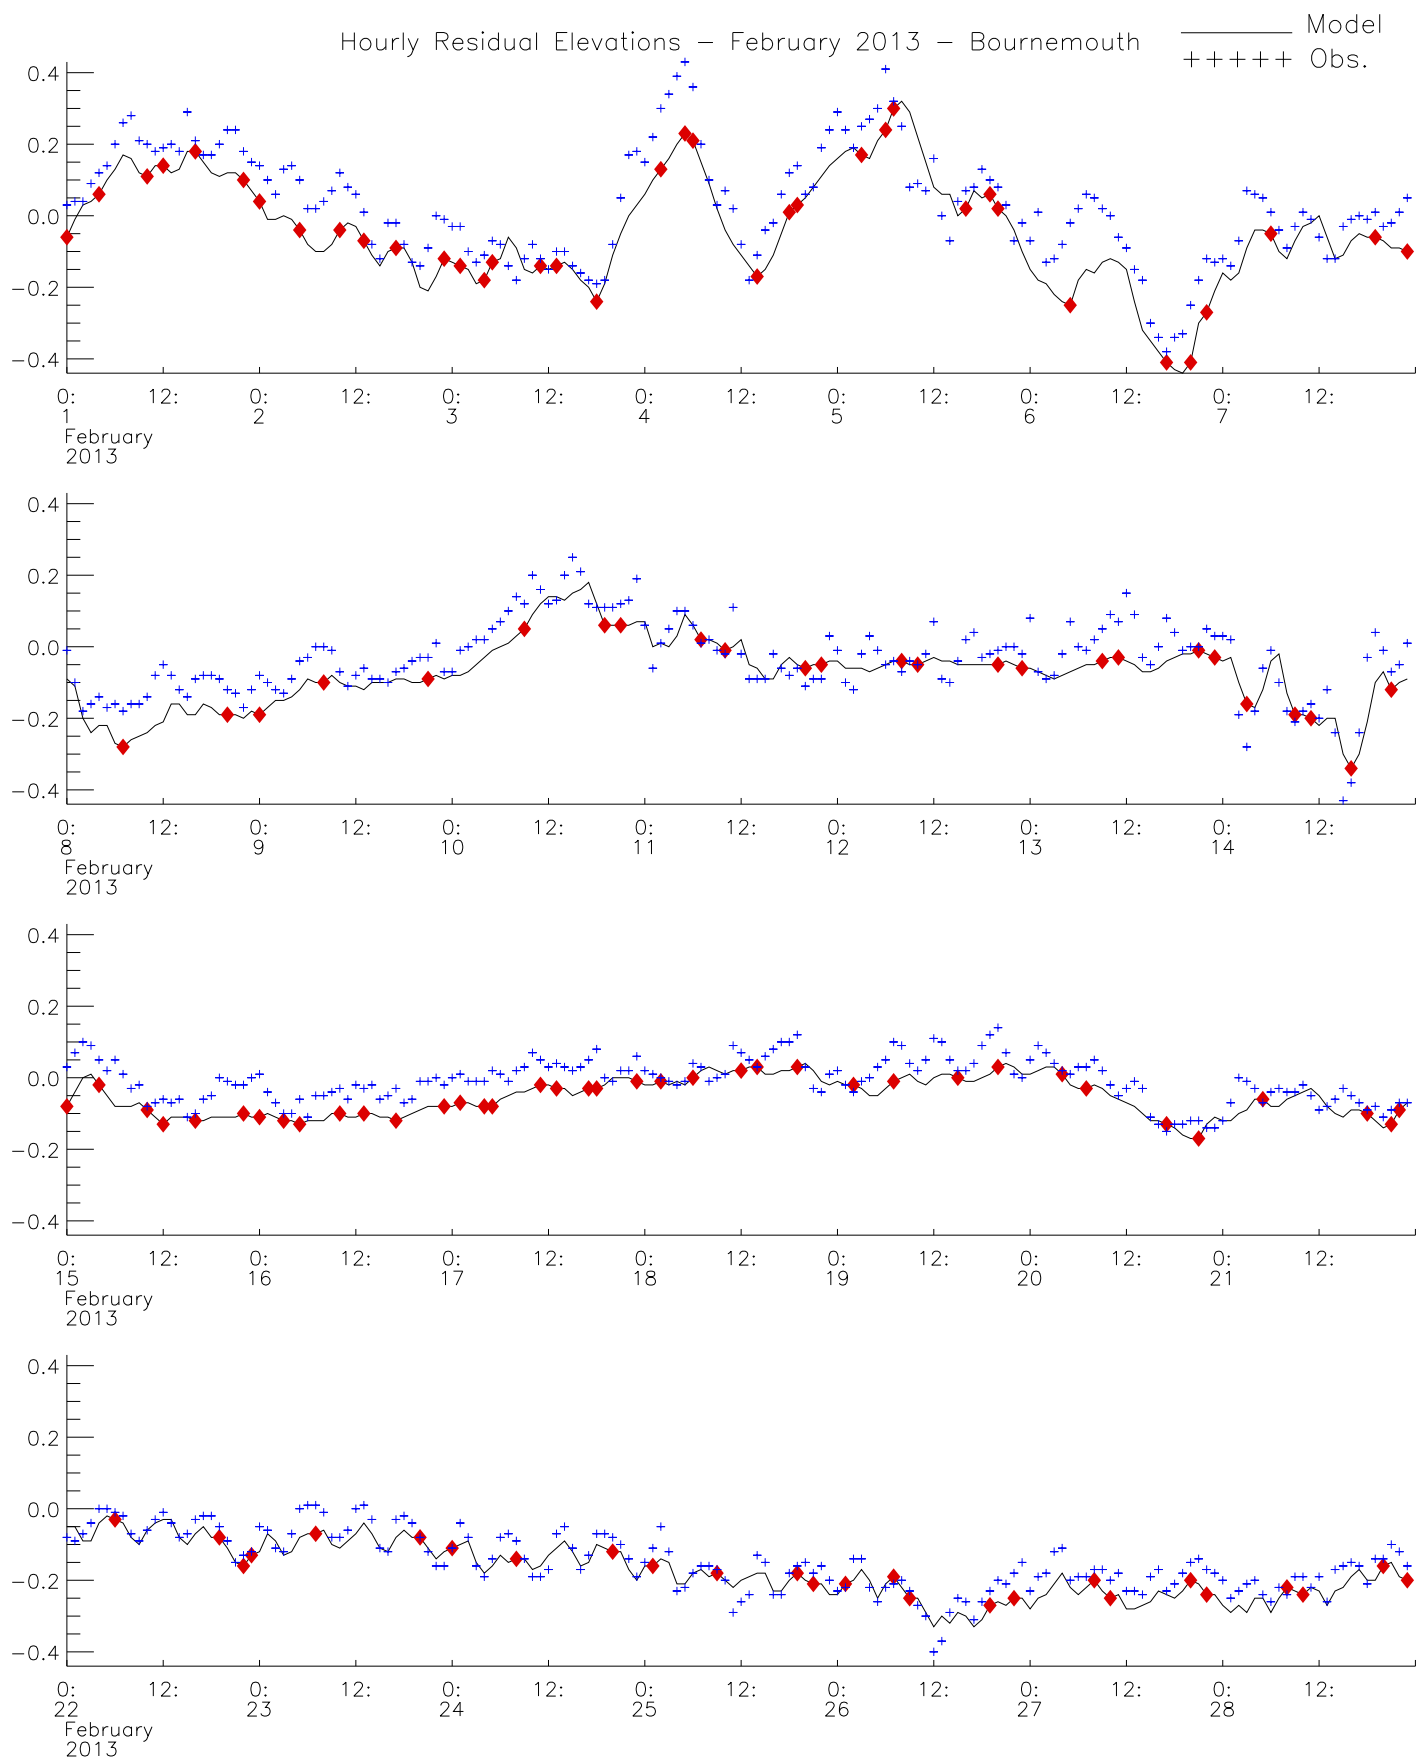 Hourly Residual Elevations – February 2013 – Bournemouth
Model
+++++ Obs.
0.4
0.2
0.0
−0.2
−0.4
0: 12: 0: 12: 0: 12: 0: 12: 0: 12: 0: 12: 0: 12:
1 2 3 4 5 6 7
February
2013
0.4
0.2
0.0
−0.2
−0.4
0: 12: 0: 12: 0: 12: 0: 12: 0: 12: 0: 12: 0: 12:
8 9 10 11 12 13 14
February
2013
0.4
0.2
0.0
−0.2
−0.4
0: 12: 0: 12: 0: 12: 0: 12: 0: 12: 0: 12: 0: 12:
15 16 17 18 19 20 21
February
2013
0.4
0.2
0.0
−0.2
−0.4
0: 12: 0: 12: 0: 12: 0: 12: 0: 12: 0: 12: 0: 12:
22 23 24 25 26 27 28
February
2013